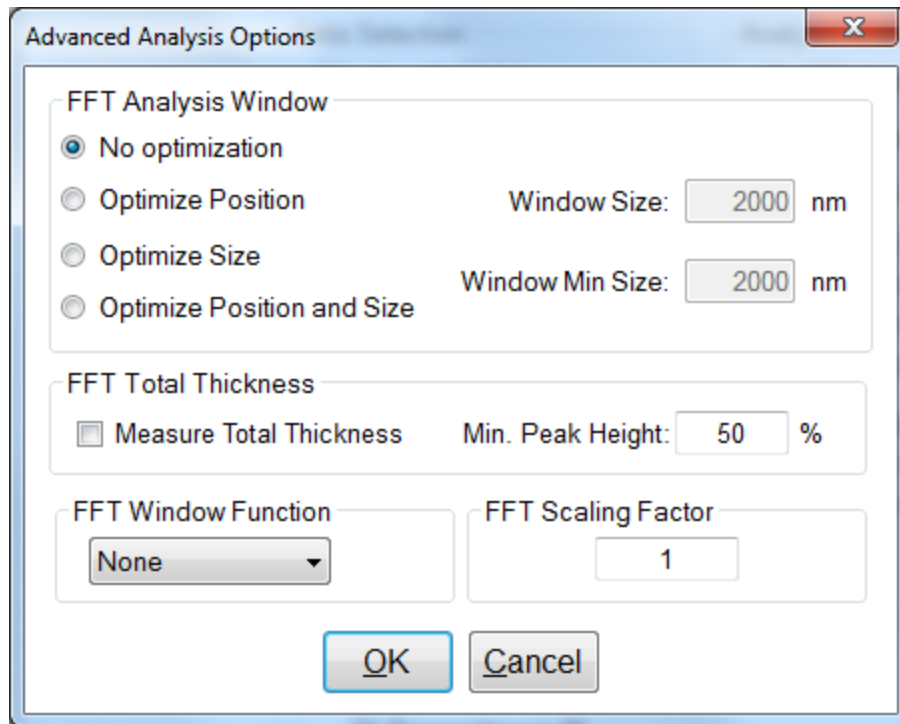 Advanced Analysis Options
FFT Analysis Window
No optimization
Optimize Position
Window Size: 2000 nm
Optimize Size
Window Min Size: 2000 nm
Optimize Position and Size
FFT Total Thickness
Measure Total Thickness Min. Peak Height: 50 %
FFT Window Function
None
FFT Scaling Factor
1
OK Cancel